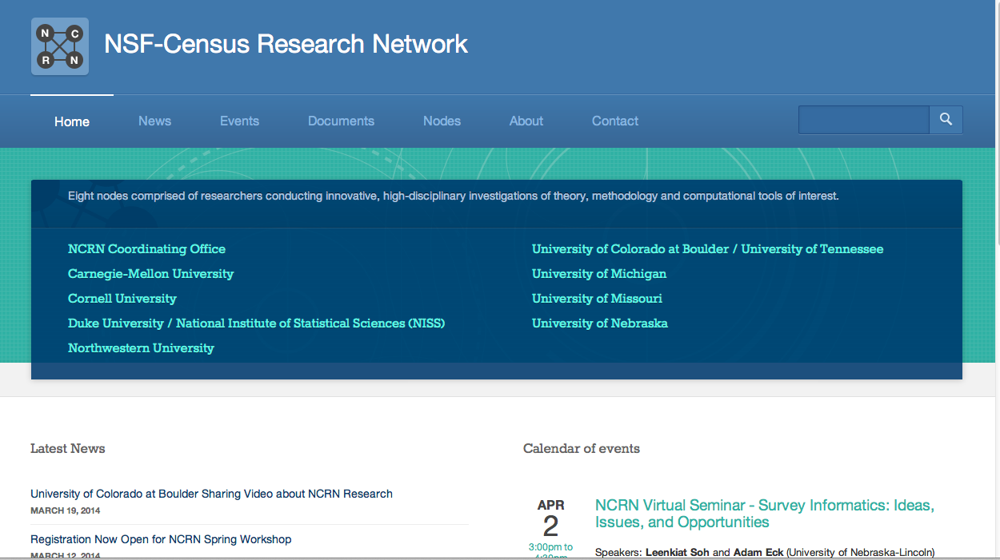 N C
R N
NSF-Census Research Network
Home News Events Documents Nodes About Contact
Eight nodes comprised of researchers conducting innovative, high-disciplinary investigations of theory, methodology and computational tools of interest.
NCRN Coordinating Office
Carnegie-Mellon University
Cornell University
Duke University / National Institute of Statistical Sciences (NISS)
Northwestern University
University of Colorado at Boulder / University of Tennessee
University of Michigan
University of Missouri
University of Nebraska
Latest News
University of Colorado at Boulder Sharing Video about NCRN Research
MARCH 19, 2014
Registration Now Open for NCRN Spring Workshop
MARCH 12, 2014
Calendar of events
APR
2
3:00pm to
4:30pm
NCRN Virtual Seminar - Survey Informatics: Ideas,
Issues, and Opportunities
Speakers: Leenkiat Soh and Adam Eck (University of Nebraska-Lincoln)